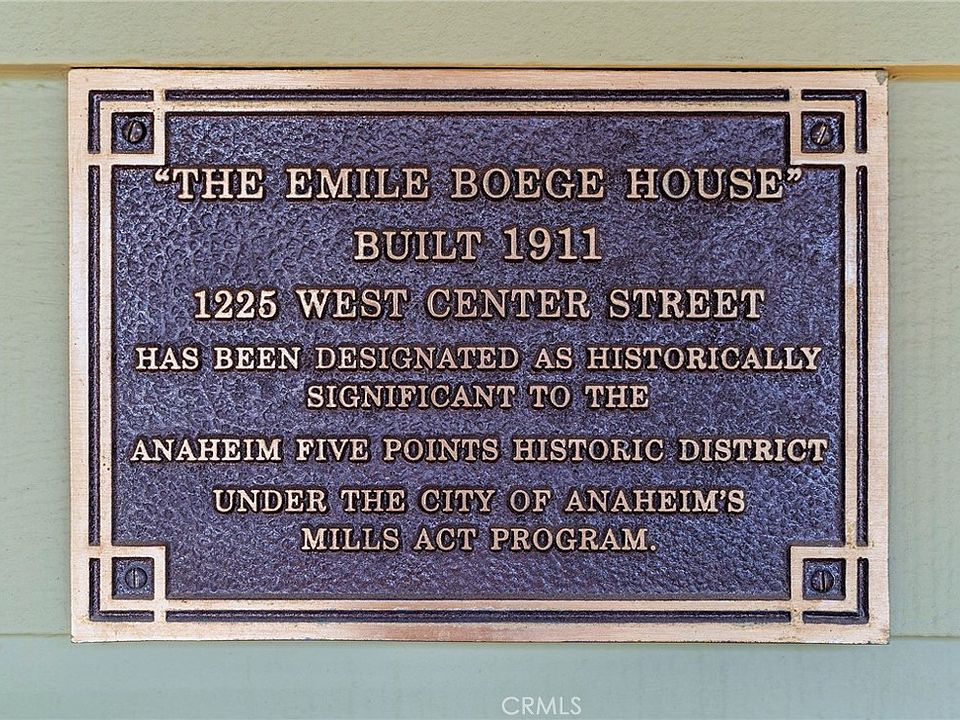 “THE EMILE BOEGE HOUSE”
BUILT 1911
1225 WEST CENTER STREET
HAS BEEN DESIGNATED AS HISTORICALLY
SIGNIFICANT TO THE
ANAHEIM FIVE POINTS HISTORIC DISTRICT
UNDER THE CITY OF ANAHEIM’S
MILLS ACT PROGRAM.
CRMLS